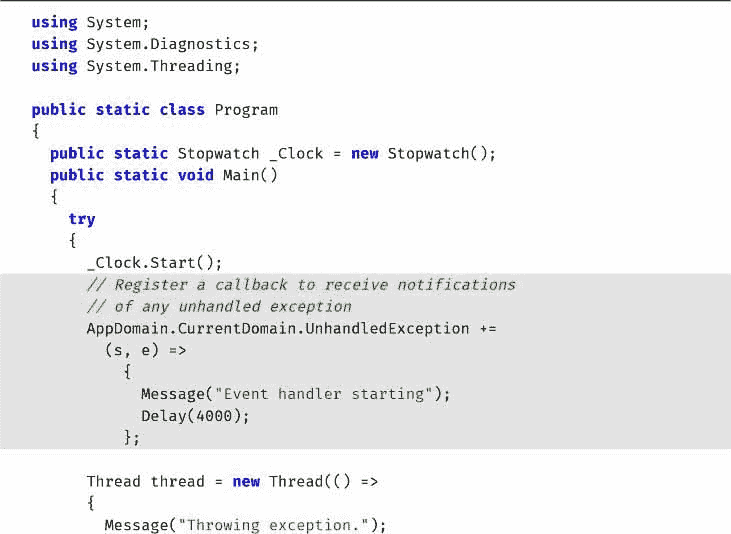 using System;
using System.Diagnostics;
using System.Threading;
public static class Program
{
public static Stopwatch _Clock = new Stopwatch();
public static void Main()
{
try
{
_Clock.Start();
// Register a callback to receive notifications
// of any unhandled exception
AppDomain.CurrentDomain.UnhandledException +=
(s, e) =>
{
Message("Event handler starting");
Delay(4000);
};
Thread thread = new Thread(() =>
{
Message("Throwing exception.");